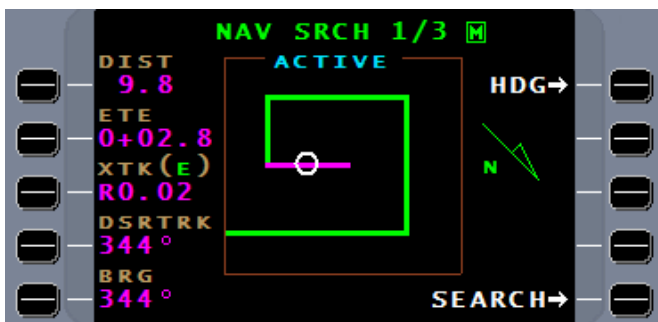 NAV SRCH 1/3 M
DIST
9.8
ETE
0+02.8
XTK(E)
R0.02
DSRTRK
344°
BRG
344°
ACTIVE
HDG→
N
SEARCH→